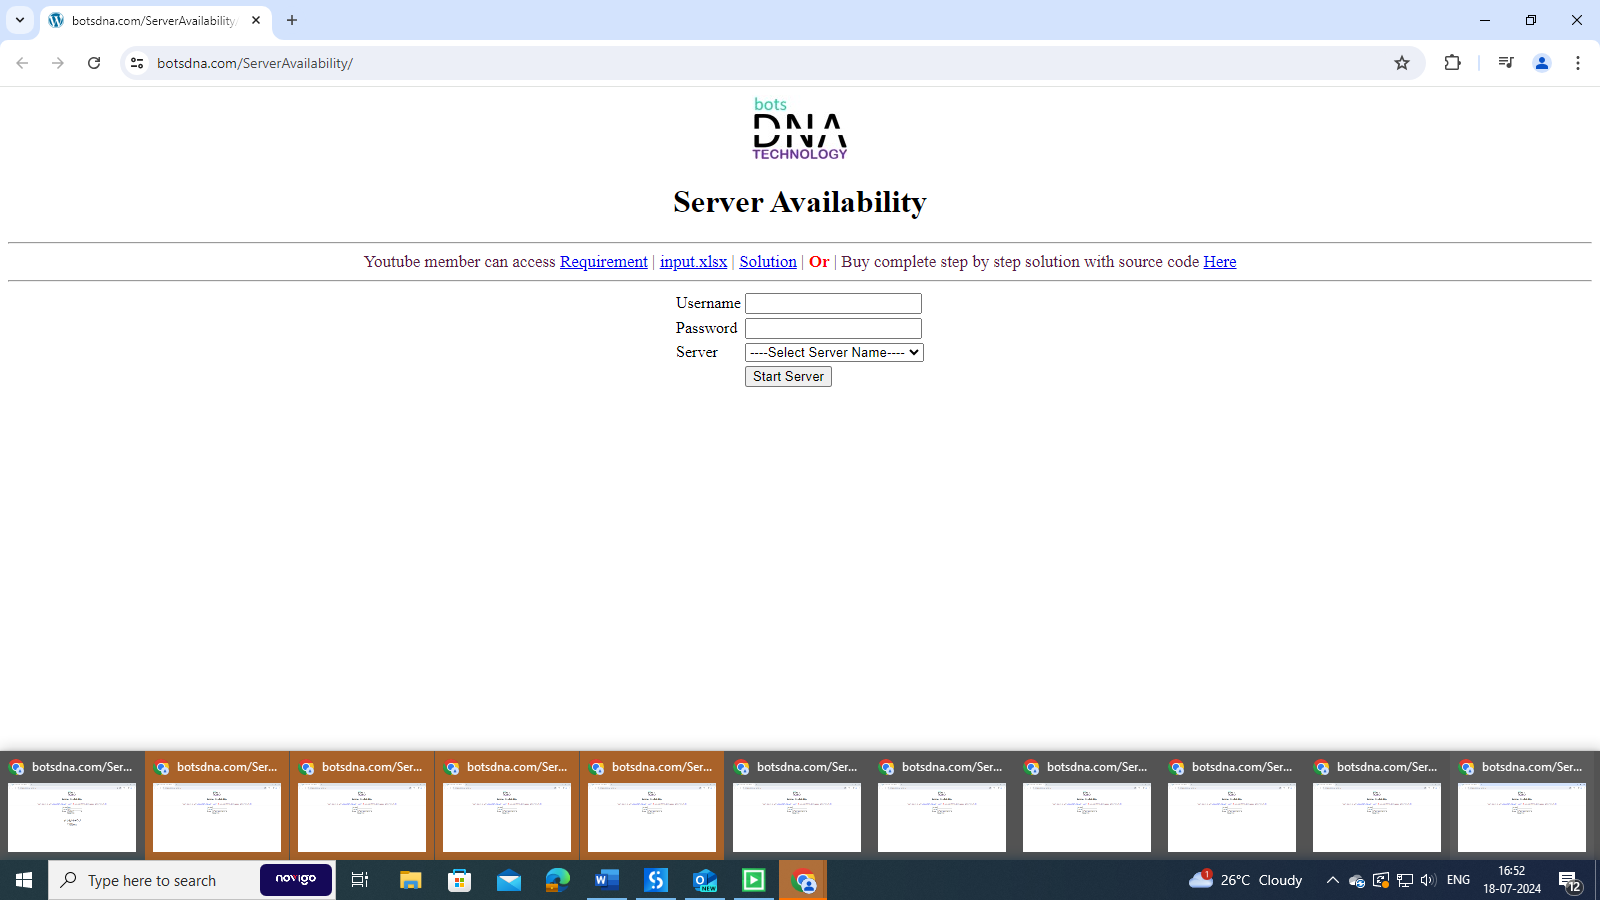 botsdna.com/ServerAvailability/
botsdna.com/ServerAvailability/
bots
DNA
TECHNOLOGY
Server Availability
Youtube member can access Requirement | input.xlsx | Solution | Or | Buy complete step by step solution with source code Here
Username
Password
Server ----Select Server Name----
Start Server
botsdna.com/Ser... botsdna.com/Ser... botsdna.com/Ser... botsdna.com/Ser... botsdna.com/Ser... botsdna.com/Ser... botsdna.com/Ser... botsdna.com/Ser... botsdna.com/Ser... botsdna.com/Ser... botsdna.com/Ser...
Type here to search novigo W NEW 1 26°C Cloudy ENG 16:52
18-07-2024 12